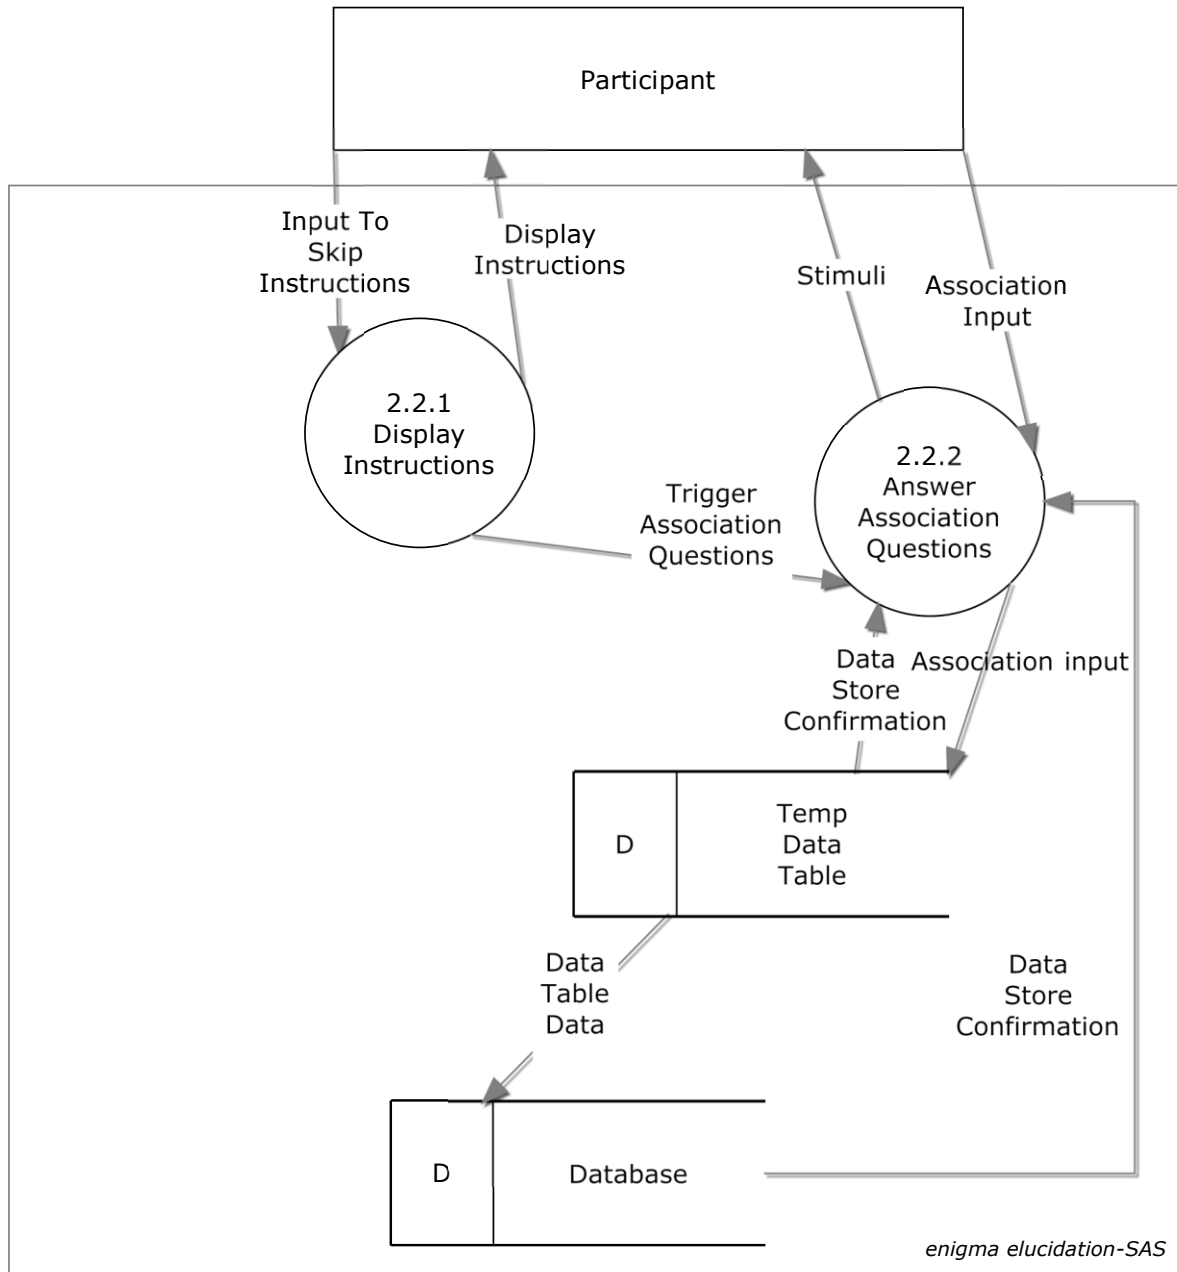 Participant
Input To
Skip
Instructions
Display
Instructions
Stimuli
Association
Input
2.2.1
Display
Instructions
2.2.2
Answer
Association
Questions
Trigger
Association
Questions
Data
Store
Confirmation
Association input
D
Temp
Data
Table
Data
Table
Data
Data
Store
Confirmation
D
Database
enigma elucidation-SAS